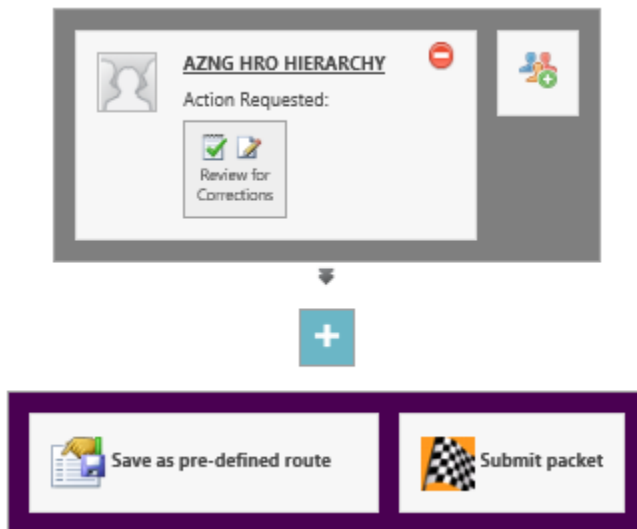 AZNG HRO HIERARCHY
Action Requested:
Review for
Corrections
Save as pre-defined route
Submit packet